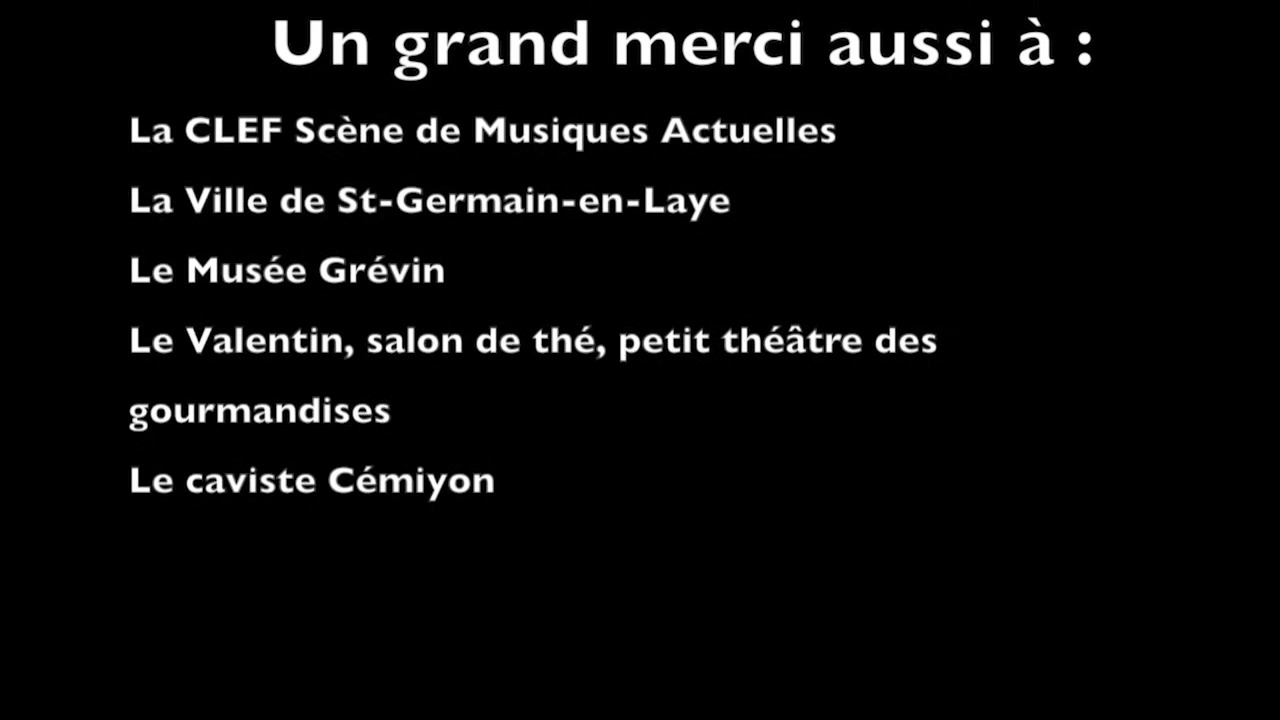 Un grand merci aussi à :
La CLEF Scène de Musiques Actuelles
La Ville de St-Germain-en-Laye
Le Musée Grévin
Le Valentin, salon de thé, petit théâtre des
gourmandises
Le caviste Cémiyon